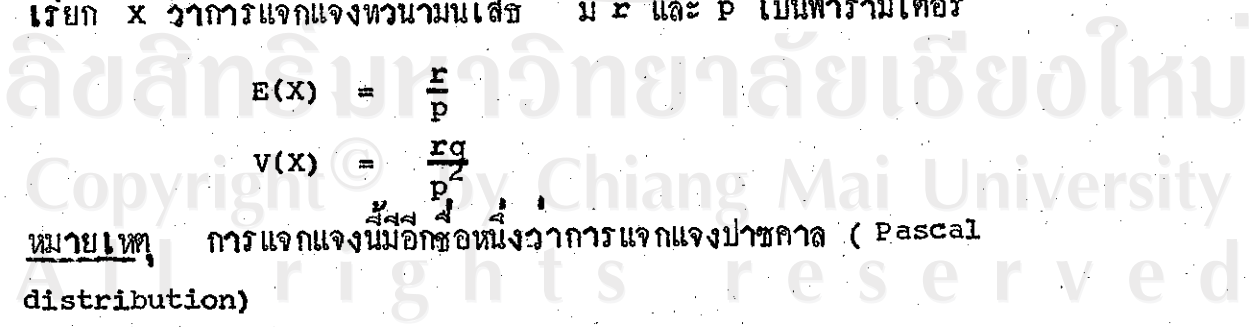 เรียก X ว่าการแจกแจงทวินามนิเสธ มี r และ p เป็นพารามิเตอร์
ลิขสิทธิ์มหาวิทยาลัยเชียงใหม่
E(X) = r/p
V(X) = rq/p²
Copyright © by Chiang Mai University
หมายเหตุ การแจกแจงนี้มีอีกชื่อหนึ่งว่าการแจกแจงปาซคาล ( Pascal
All rights reserved
distribution)